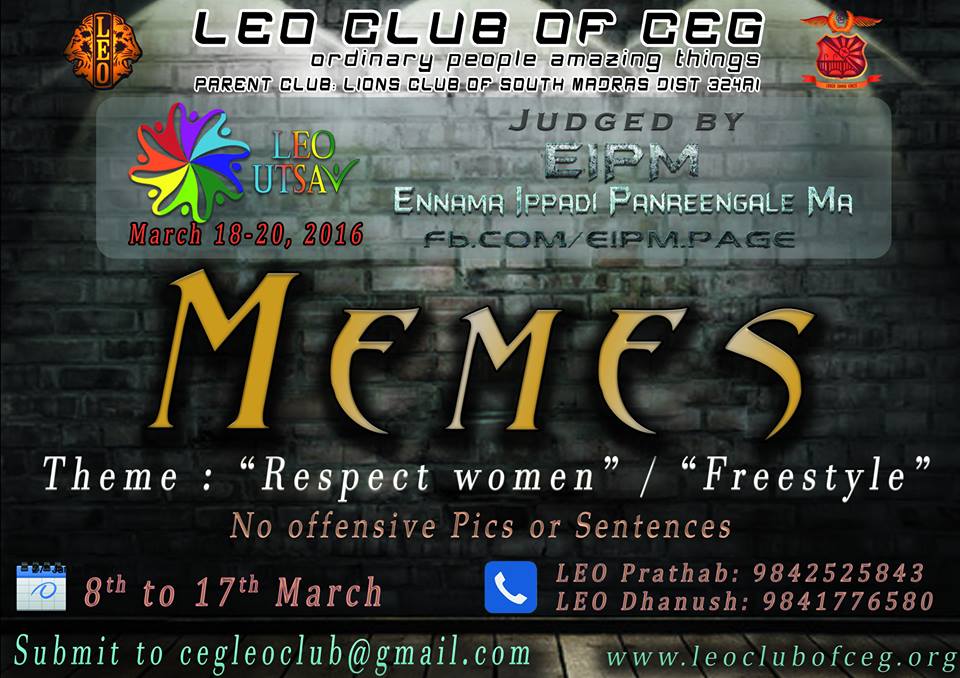 LEO
LEO CLUB OF CEG
ordinary people amazing things
PARENT CLUB: LIONS CLUB OF SOUTH MADRAS DIST 324A1
LEO
UTSAV
March 18-20, 2016
JUDGED BY
EIPM
ENNAMA IPPADI PANREENGALE MA
FB.COM/EIPM.PAGE
MEMES
Theme : “Respect women” / “Freestyle”
No offensive Pics or Sentences
8th to 17th March
LEO Prathab: 9842525843
LEO Dhanush: 9841776580
Submit to cegleoclub@gmail.com
www.leoclubofceg.org